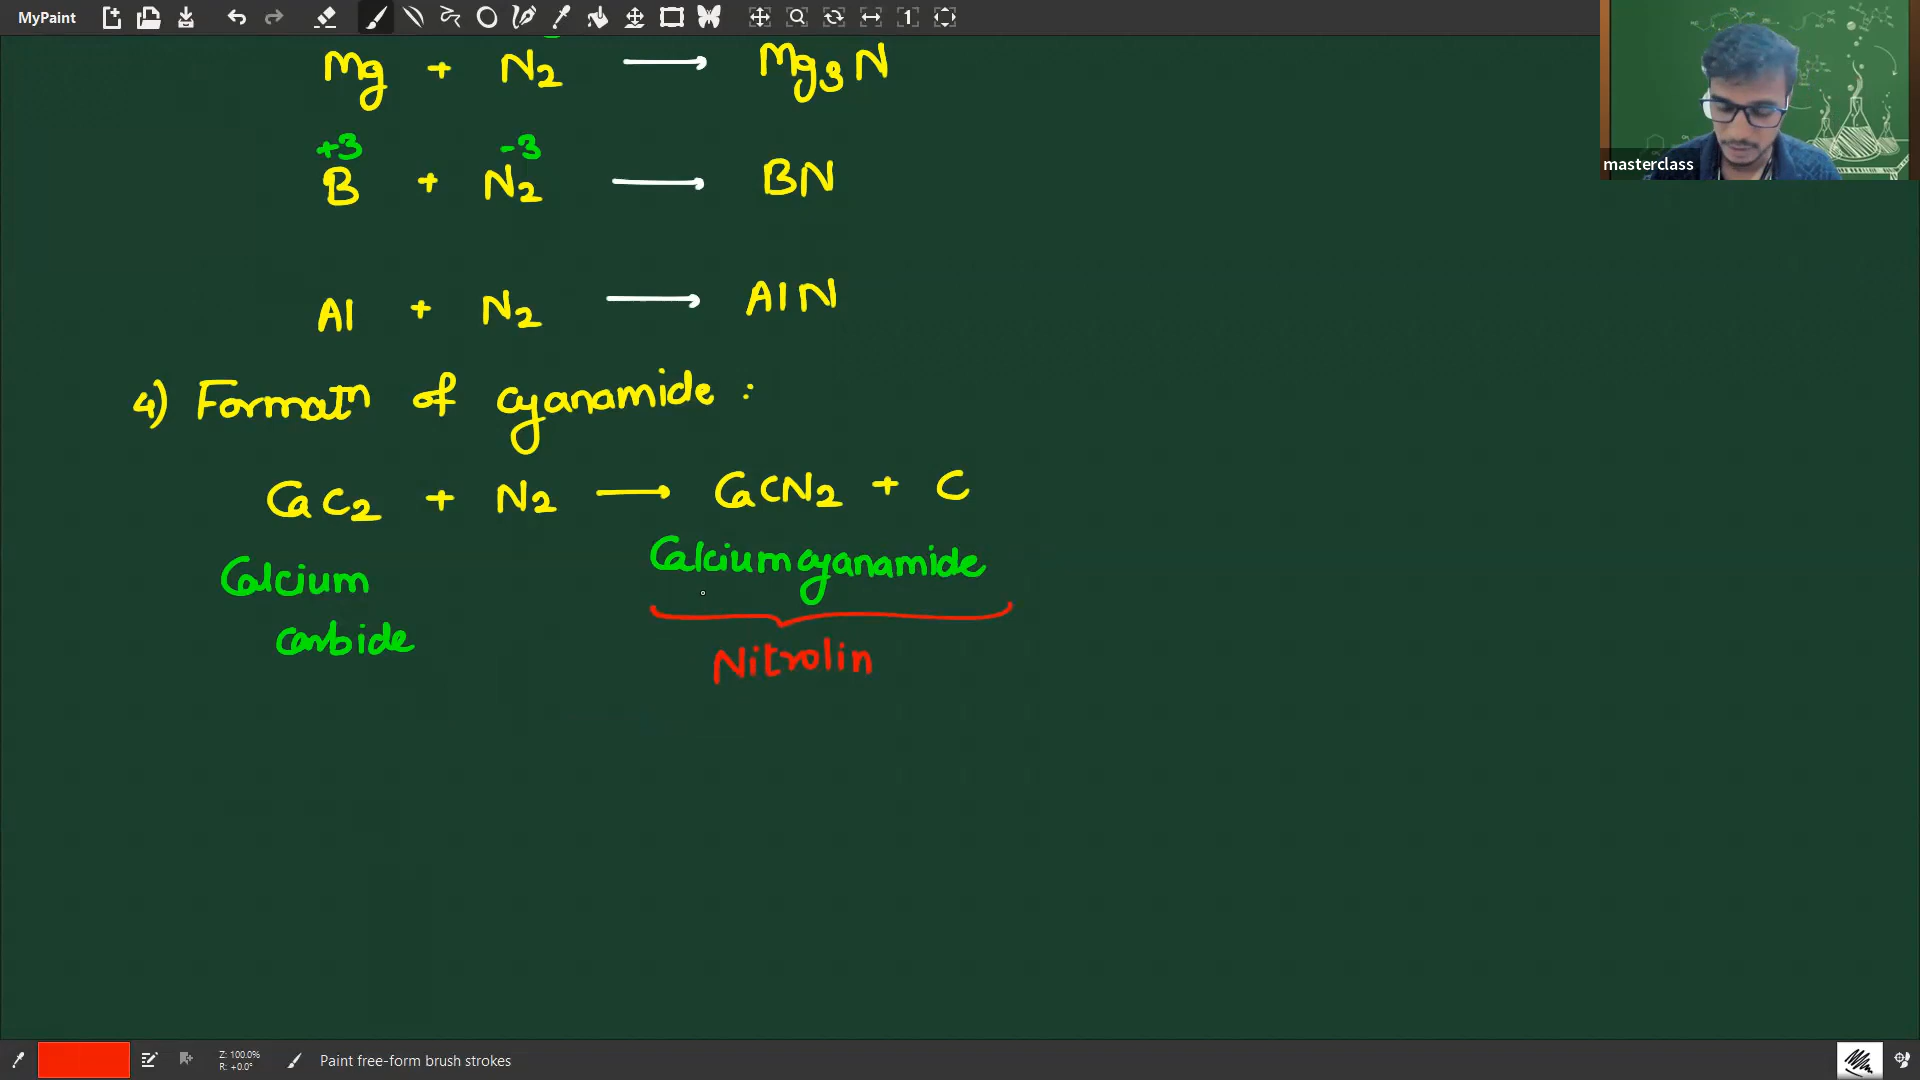 MyPaint
Mg + N2 → Mg3N
masterclass
+3 -3
B + N2 → BN
Al + N2 → AlN
4) Formatn of cyanamide :
CaC2 + N2 → CaCN2 + C
Calcium carbide
Calcium cyanamide
Nitrolin
Z: 100.0%
R: +0.0°
Paint free-form brush strokes